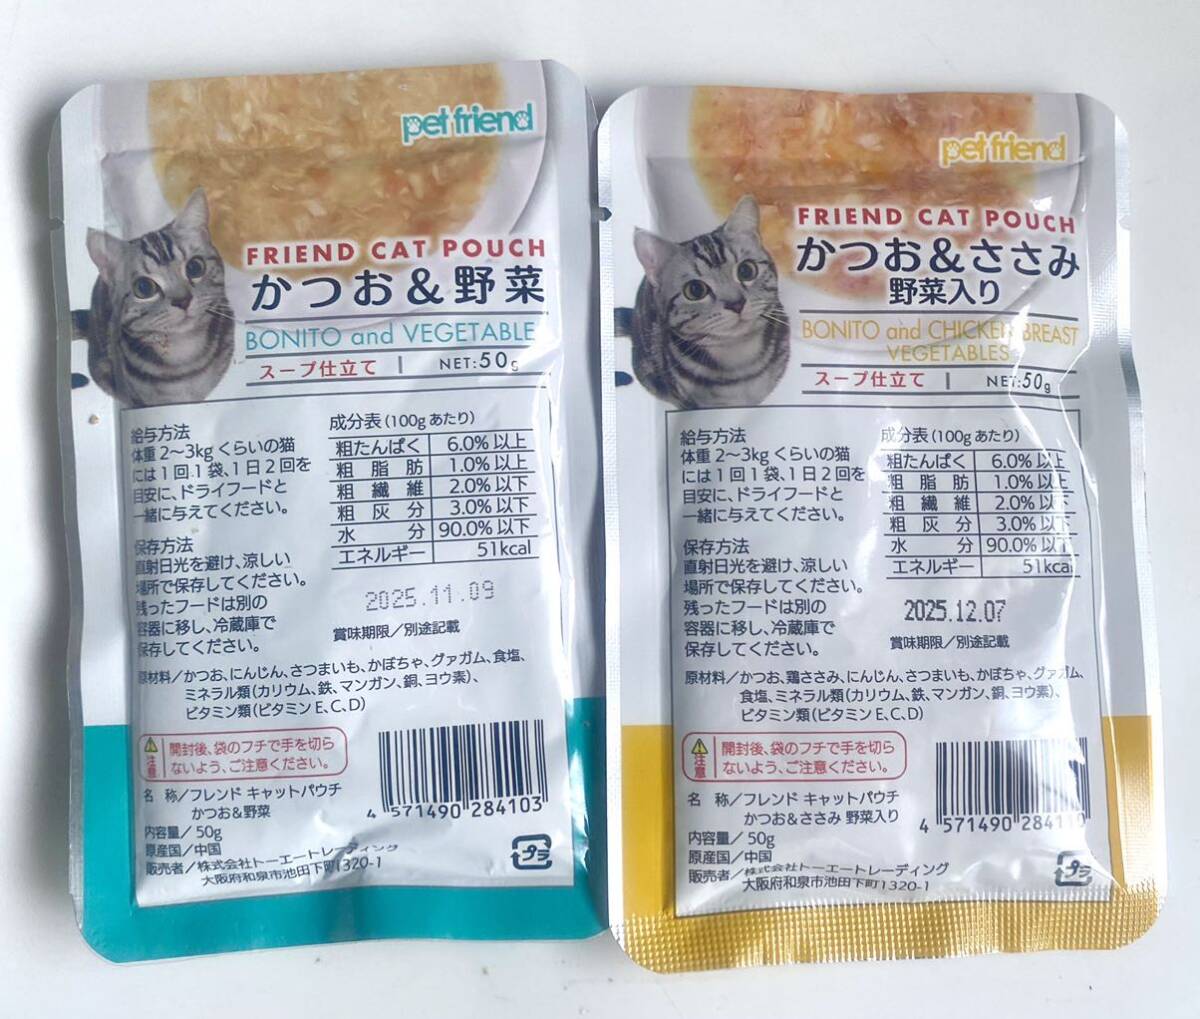 pet friend
FRIEND CAT POUCH
かつお&野菜
BONITO and VEGETABLE
スープ仕立て | NET:50g
給与方法
体重2~3kgくらいの猫
には1回1袋、1日2回を
目安に、ドライフードと
一緒に与えてください。
保存方法
直射日光を避け、涼しい
場所で保存してください。
残ったフードは別の
容器に移し、冷蔵庫で
保存してください。
成分表(100gあたり)
粗たんぱく 6.0%以上
粗脂肪 1.0%以上
粗繊維 2.0%以下
粗灰分 3.0%以下
水分 90.0%以下
エネルギー 51kcal
2025.11.09
賞味期限/別途記載
原材料/かつお、にんじん、さつまいも、かぼちゃ、グァガム、食塩、
ミネラル類(カリウム、鉄、マンガン、銅、ヨウ素)、
ビタミン類(ビタミンE、C、D)
注意
開封後、袋のフチで手を切ら
ないよう、ご注意ください。
名 称/フレンド キャットパウチ
かつお&野菜
内容量/50g
原産国/中国
販売者/株式会社トーエートレーディング
大阪府和泉市池田下町1320-1
4 571490 284103
プラ
pet friend
FRIEND CAT POUCH
かつお&ささみ
野菜入り
BONITO and CHICKEN BREAST
VEGETABLES
スープ仕立て | NET:50g
給与方法
体重2~3kgくらいの猫
には1回1袋、1日2回を
目安に、ドライフードと
一緒に与えてください。
保存方法
直射日光を避け、涼しい
場所で保存してください。
残ったフードは別の
容器に移し、冷蔵庫で
保存してください。
成分表(100gあたり)
粗たんぱく 6.0%以上
粗脂肪 1.0%以上
粗繊維 2.0%以下
粗灰分 3.0%以下
水分 90.0%以下
エネルギー 51kcal
2025.12.07
賞味期限/別途記載
原材料/かつお、鶏ささみ、にんじん、さつまいも、かぼちゃ、グァガム、
食塩、ミネラル類(カリウム、鉄、マンガン、銅、ヨウ素)、
ビタミン類(ビタミンE、C、D)
注意
開封後、袋のフチで手を切ら
ないよう、ご注意ください。
名 称/フレンド キャットパウチ
かつお&ささみ 野菜入り
内容量/50g
原産国/中国
販売者/株式会社トーエートレーディング
大阪府和泉市池田下町1320-1
4 571490 284110
プラ